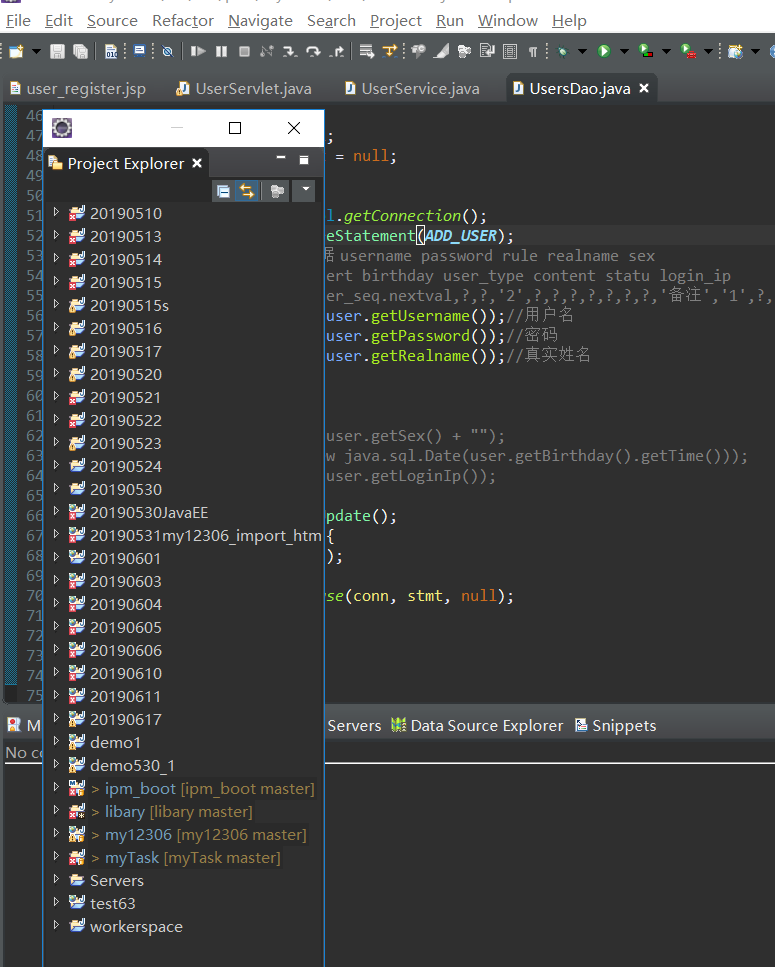 File Edit Source Refactor Navigate Search Project Run Window Help
user_register.jsp UserServlet.java UserService.java UsersDao.java
Project Explorer
20190510
20190513
20190514
20190515
20190515s
20190516
20190517
20190520
20190521
20190522
20190523
20190524
20190530
20190530JavaEE
20190531my12306_import_htm
20190601
20190603
20190604
20190605
20190606
20190610
20190611
20190617
demo1
demo530_1
> ipm_boot [ipm_boot master]
> libary [libary master]
> my12306 [my12306 master]
> myTask [myTask master]
Servers
test63
workerspace
46
47 ;
48 = null;
49
50
51 l.getConnection();
52 eStatement(ADD_USER);
53 据 username password rule realname sex
54 ert birthday user_type content statu login_ip
55 er_seq.nextval,?,?,'2',?,?,?,?,?,?,?,'备注','1',?,
56 user.getUsername());//用户名
57 user.getPassword());//密码
58 user.getRealname());//真实姓名
59
60
61
62 user.getSex() + "");
63 w java.sql.Date(user.getBirthday().getTime()));
64 user.getLoginIp());
65
66 pdate();
67 {
68 );
69
70 se(conn, stmt, null);
71
72
73
74
75
M Servers Data Source Explorer Snippets
No co